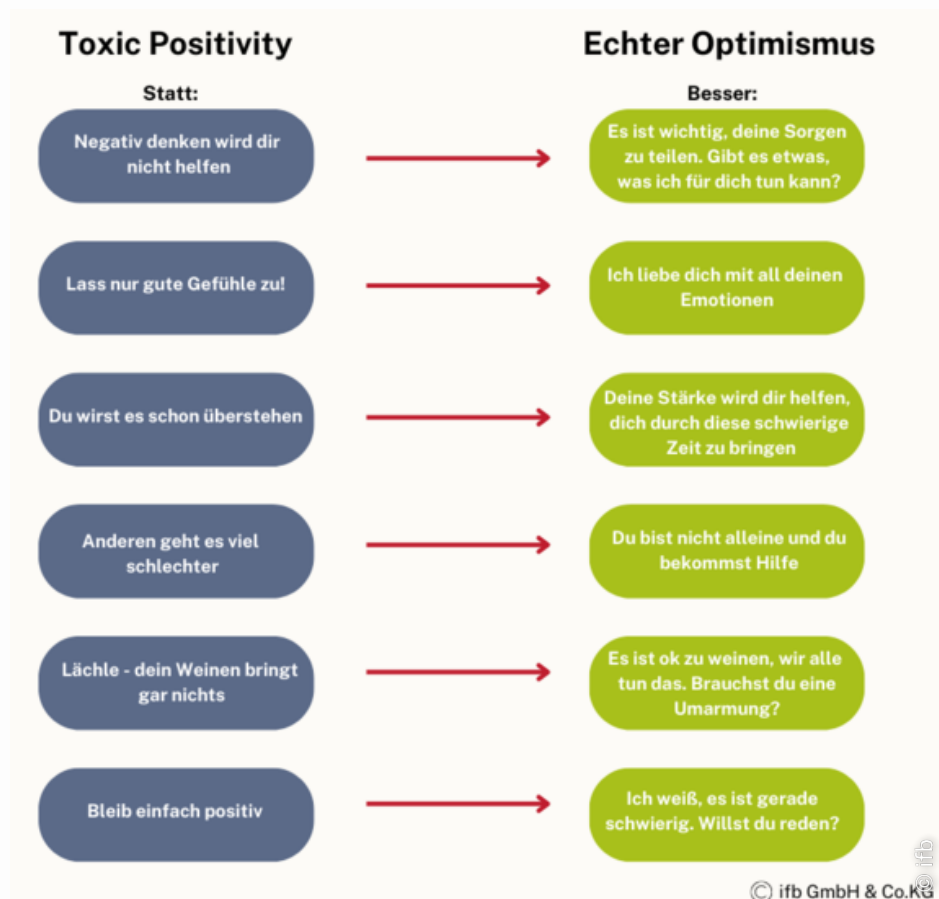 Toxic Positivity
Echter Optimismus
Statt:
Besser:
Negativ denken wird dir
nicht helfen
Es ist wichtig, deine Sorgen
zu teilen. Gibt es etwas,
was ich für dich tun kann?
Lass nur gute Gefühle zu!
Ich liebe dich mit all deinen
Emotionen
Du wirst es schon überstehen
Deine Stärke wird dir helfen,
dich durch diese schwierige
Zeit zu bringen
Anderen geht es viel
schlechter
Du bist nicht alleine und du
bekommst Hilfe
Lächle - dein Weinen bringt
gar nichts
Es ist ok zu weinen, wir alle
tun das. Brauchst du eine
Umarmung?
Bleib einfach positiv
Ich weiß, es ist gerade
schwierig. Willst du reden?
© ifb
© ifb GmbH & Co.KG